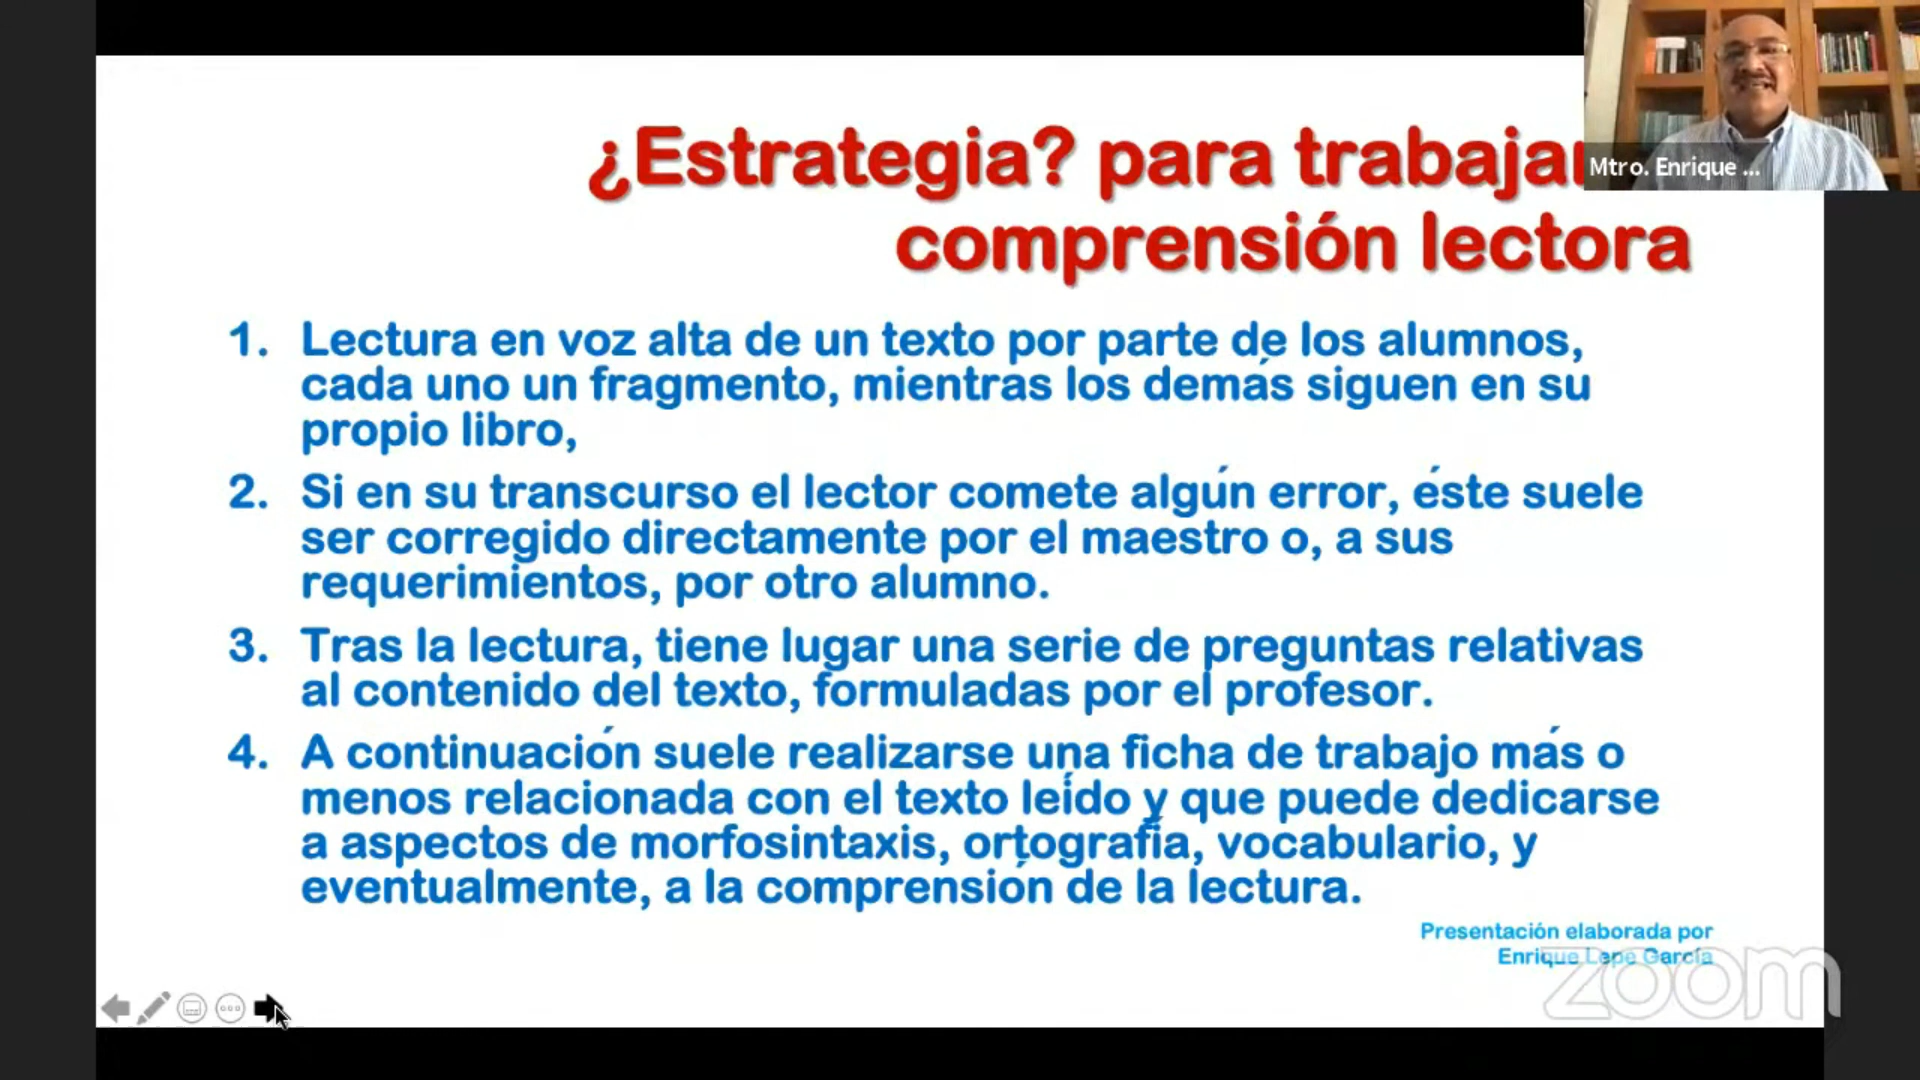 ¿Estrategia? para trabajar
comprensión lectora
Mtro. Enrique ...
1. Lectura en voz alta de un texto por parte de los alumnos,
cada uno un fragmento, mientras los demás siguen en su
propio libro,
2. Si en su transcurso el lector comete algún error, éste suele
ser corregido directamente por el maestro o, a sus
requerimientos, por otro alumno.
3. Tras la lectura, tiene lugar una serie de preguntas relativas
al contenido del texto, formuladas por el profesor.
4. A continuación suele realizarse una ficha de trabajo más o
menos relacionada con el texto leído y que puede dedicarse
a aspectos de morfosintaxis, ortografía, vocabulario, y
eventualmente, a la comprensión de la lectura.
Presentación elaborada por
Enrique Lepe García
zoom